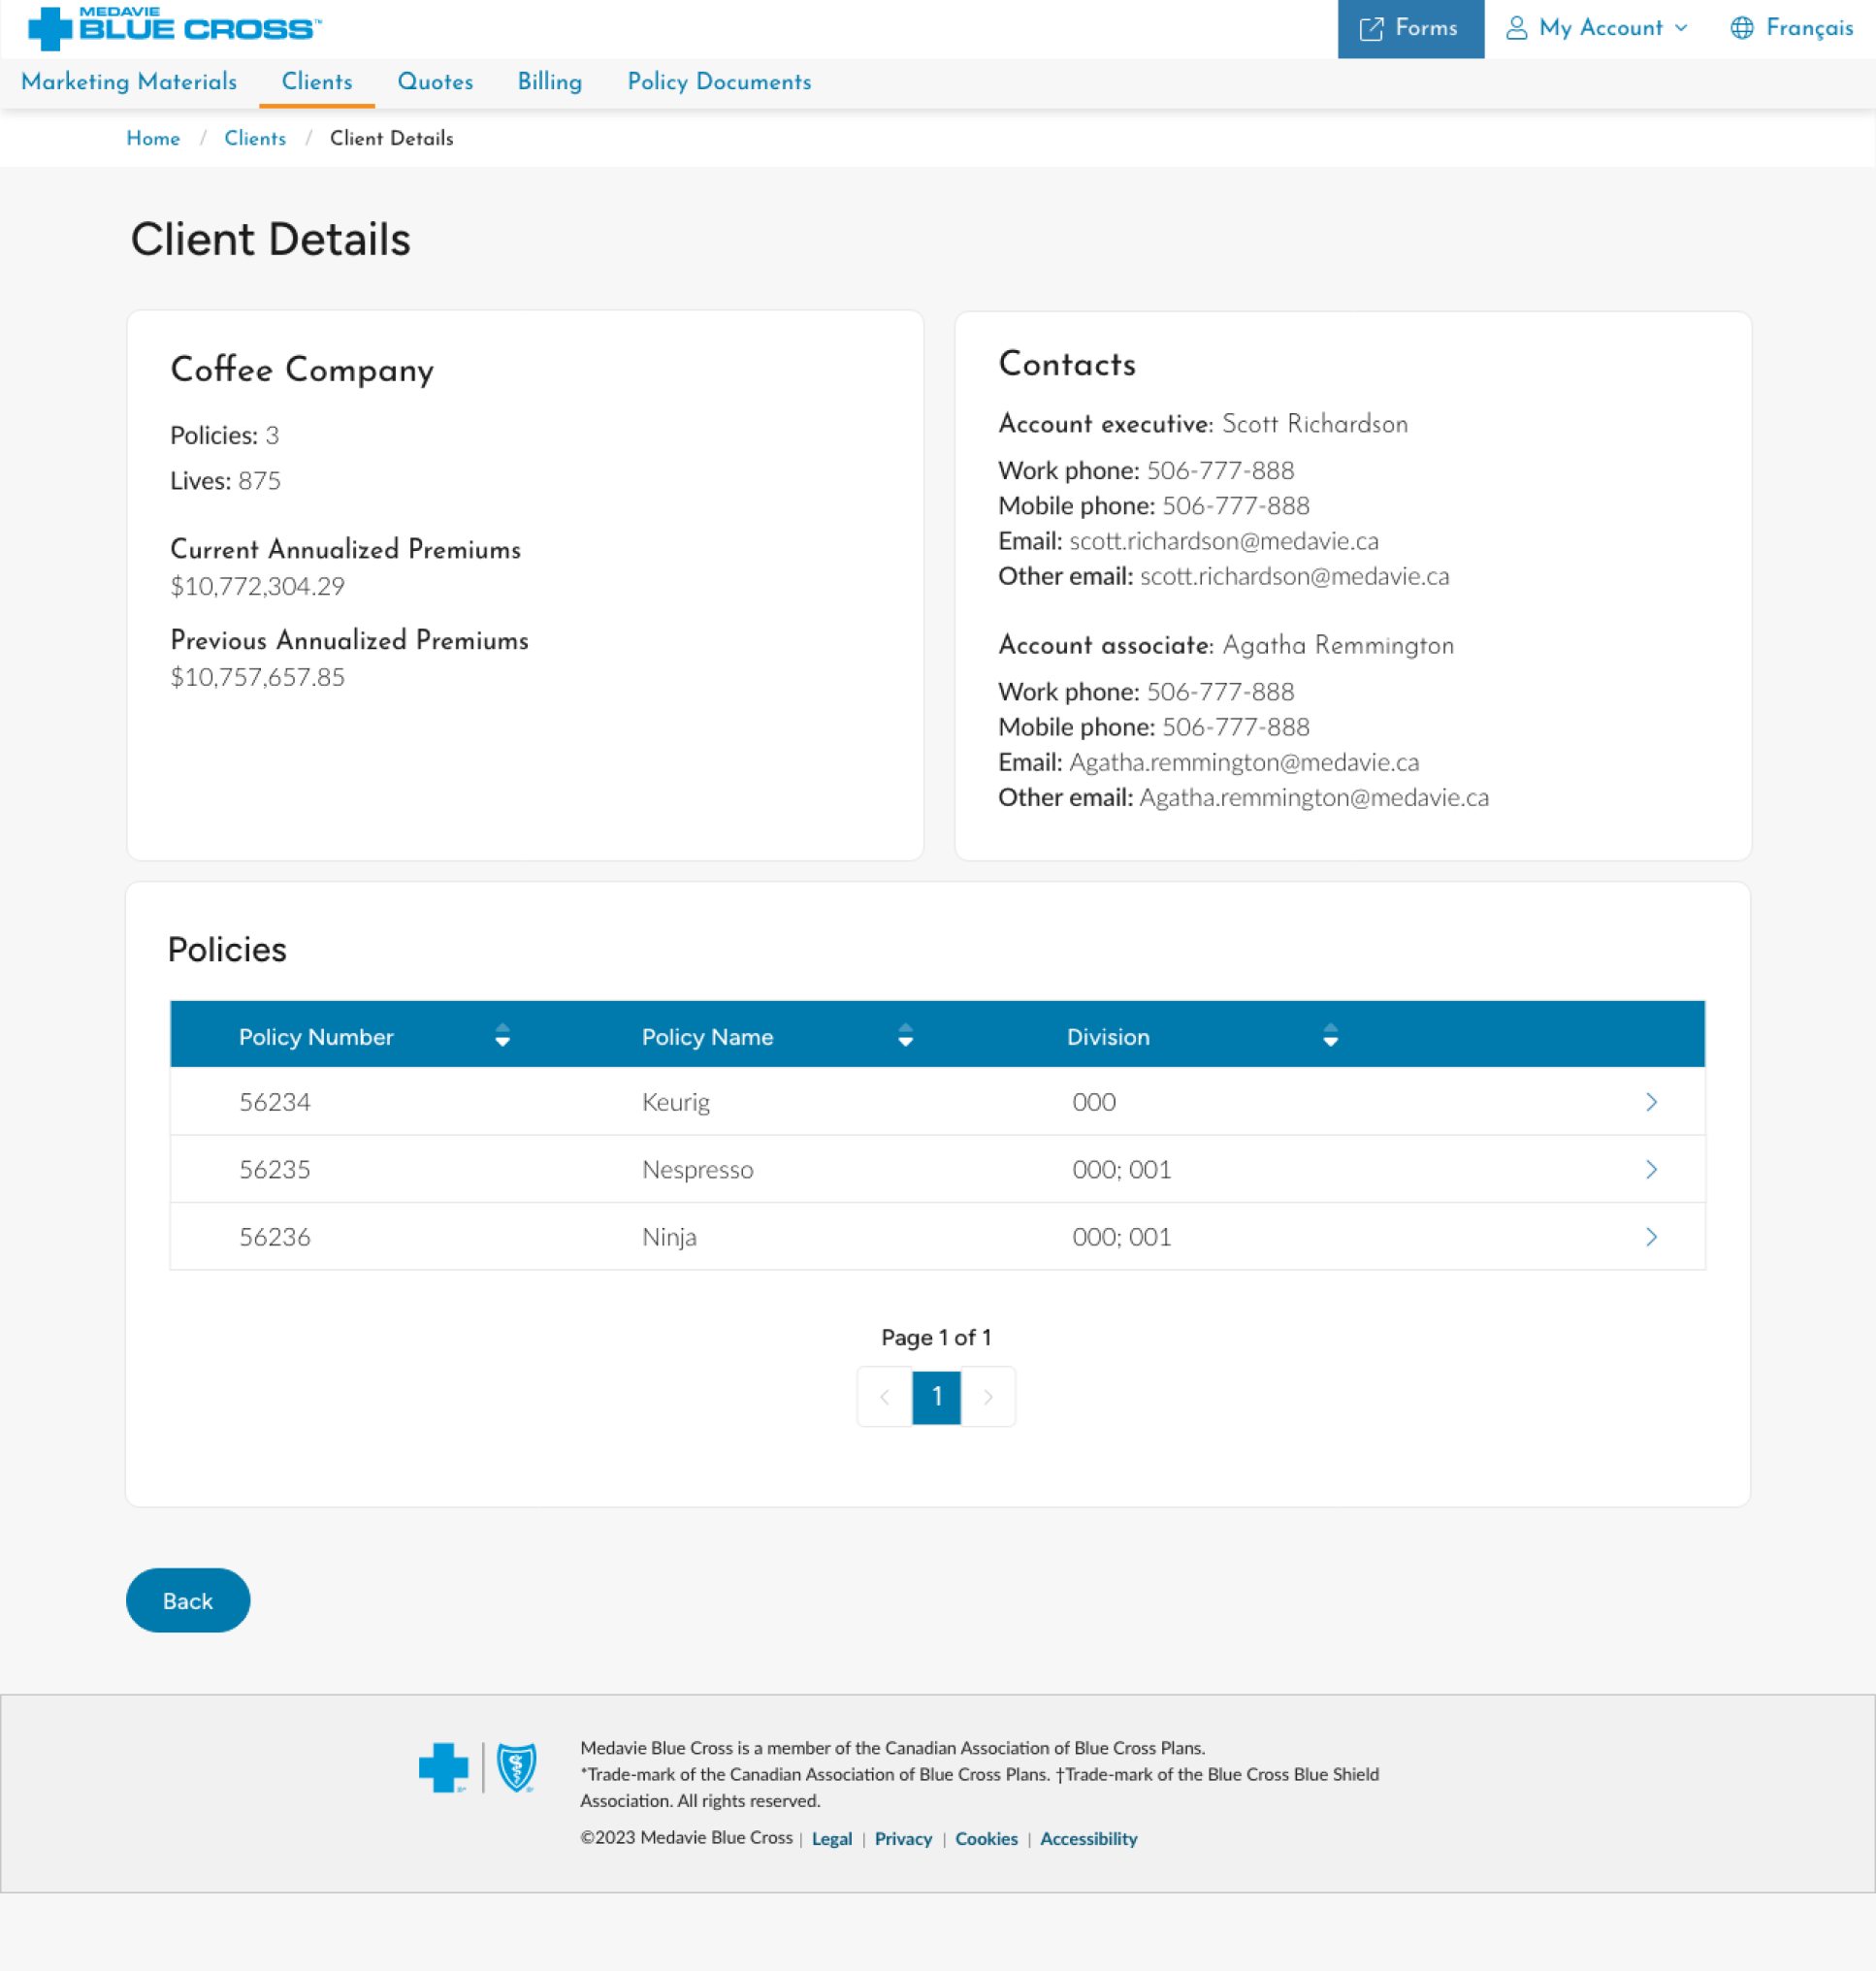 MEDAVIE
BLUE CROSS™
Forms
My Account
Français
Marketing Materials
Clients
Quotes
Billing
Policy Documents
Home / Clients / Client Details
Client Details
Coffee Company
Policies: 3
Lives: 875
Current Annualized Premiums
$10,772,304.29
Previous Annualized Premiums
$10,757,657.85
Contacts
Account executive: Scott Richardson
Work phone: 506-777-888
Mobile phone: 506-777-888
Email: scott.richardson@medavie.ca
Other email: scott.richardson@medavie.ca
Account associate: Agatha Remmington
Work phone: 506-777-888
Mobile phone: 506-777-888
Email: Agatha.remmington@medavie.ca
Other email: Agatha.remmington@medavie.ca
Policies
Policy Number Policy Name Division
56234 Keurig 000
56235 Nespresso 000; 001
56236 Ninja 000; 001
Page 1 of 1
1
Back
Medavie Blue Cross is a member of the Canadian Association of Blue Cross Plans.
*Trade-mark of the Canadian Association of Blue Cross Plans. †Trade-mark of the Blue Cross Blue Shield
Association. All rights reserved.
©2023 Medavie Blue Cross | Legal | Privacy | Cookies | Accessibility